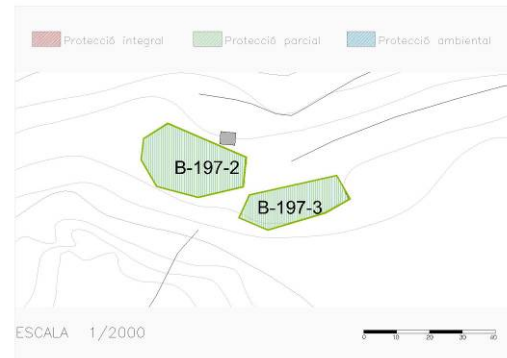 Protecció integral Protecció parcial Protecció ambiental
B-197-2
B-197-3
ESCALA 1/2000
0 10 20 30 40